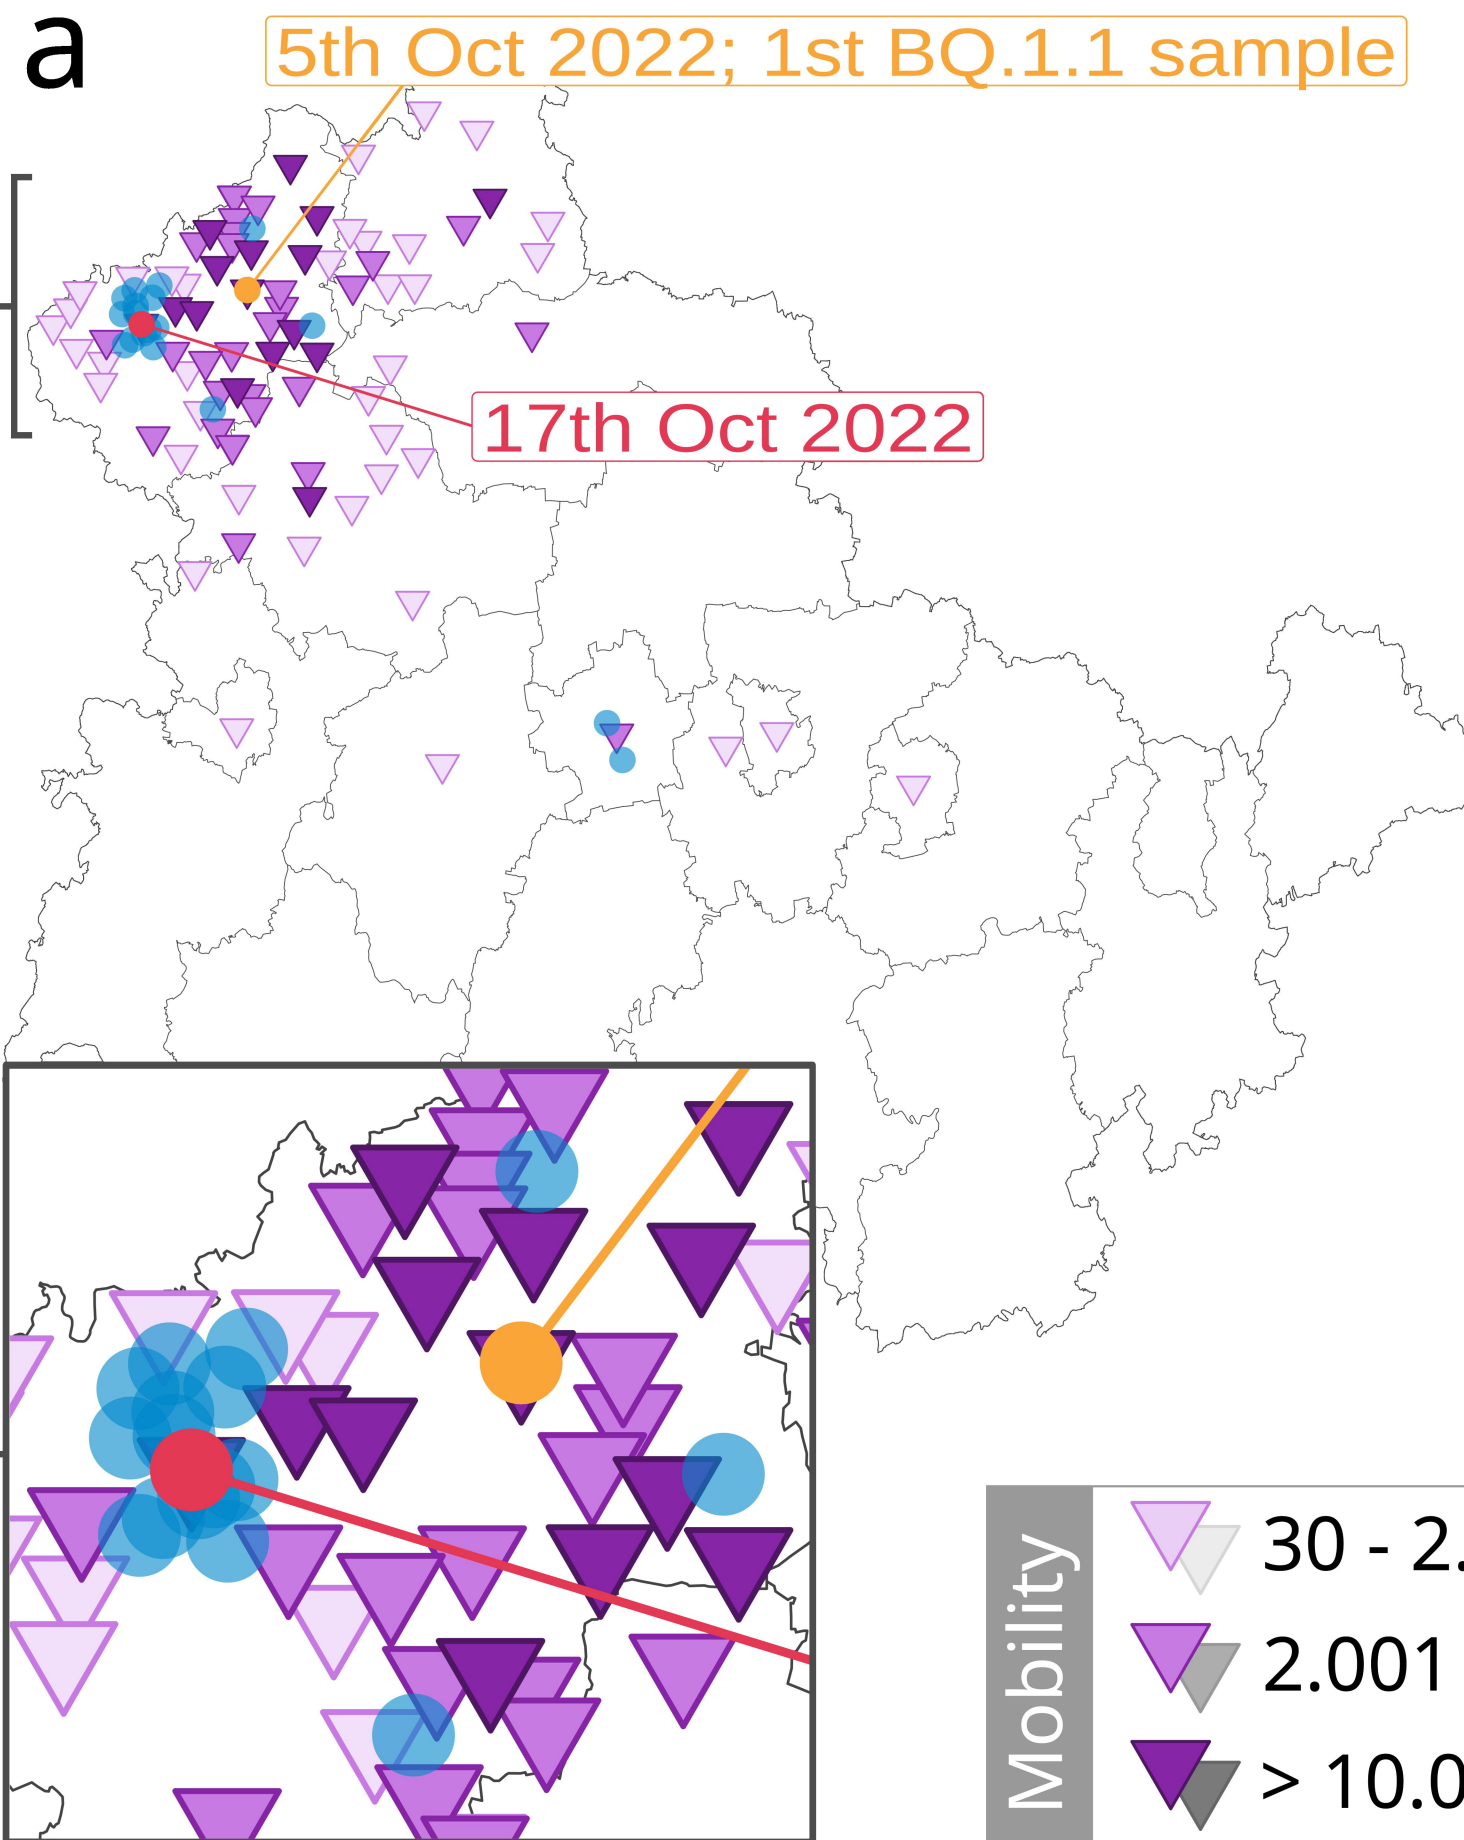 a
5th Oct 2022; 1st BQ.1.1 sample
17th Oct 2022
Mobility
30 - 2.
2.001
> 10.0